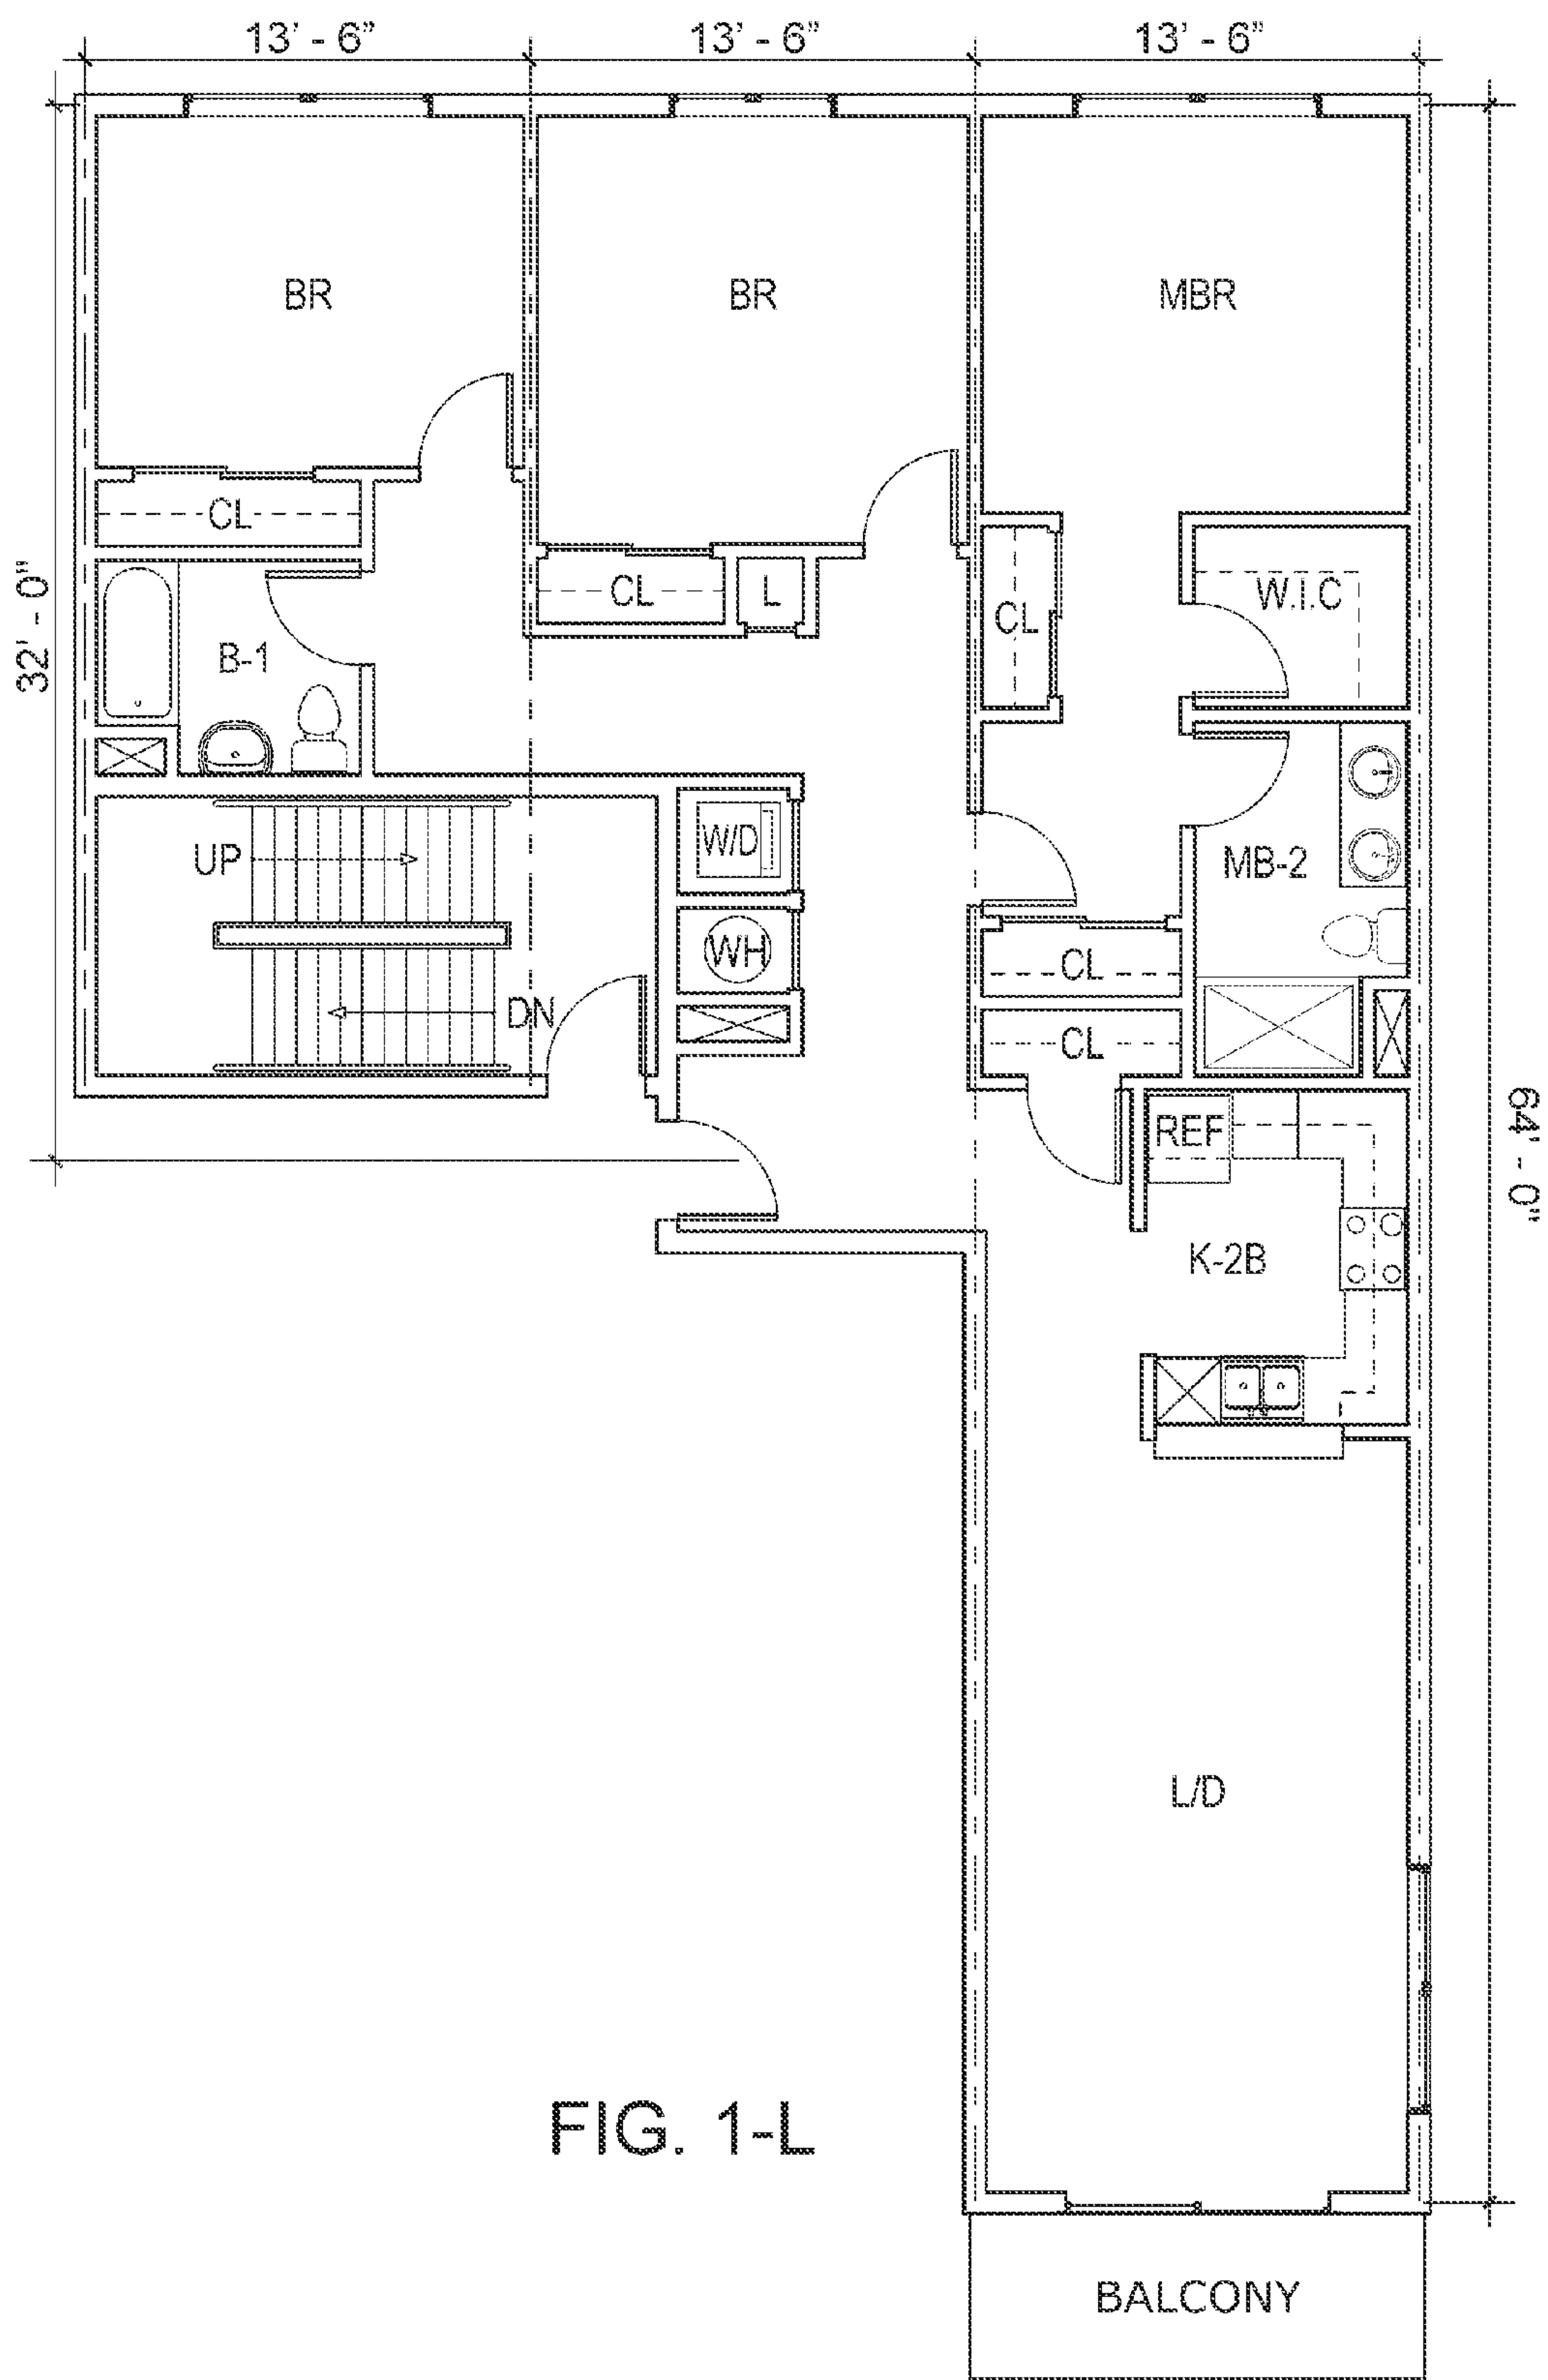 13' - 6" 13' - 6" 13' - 6"
BR BR MBR
CL
32' - 0"
CL L CL W.I.C
B-1
UP W/D MB-2
WH CL
DN
CL
64' - 0"
REF
K-2B
L/D
FIG. 1-L
BALCONY